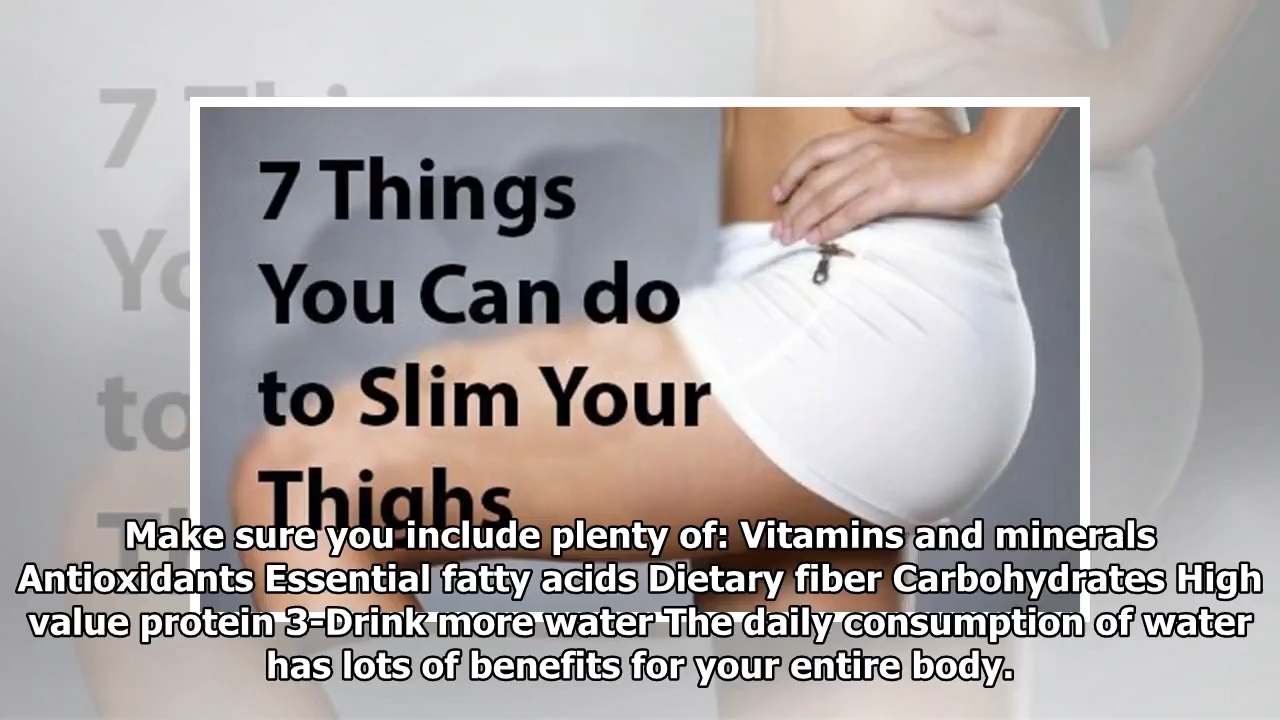 7 Things
You Can do
to Slim Your
Thighs
Make sure you include plenty of: Vitamins and minerals
Antioxidants Essential fatty acids Dietary fiber Carbohydrates High
value protein 3-Drink more water The daily consumption of water
has lots of benefits for your entire body.